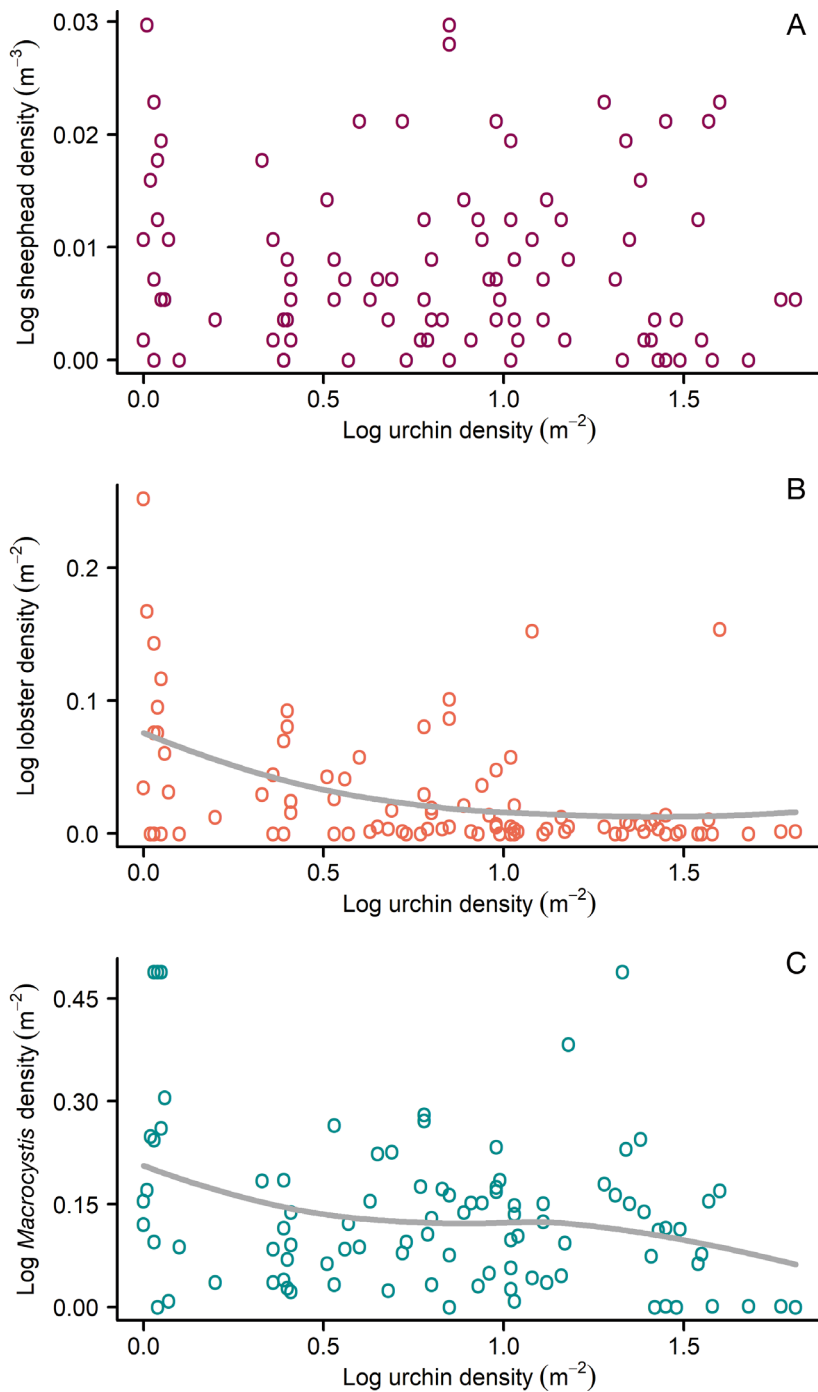 A
Log sheephead density (m⁻³)
0.03
0.02
0.01
0.00
0.0 0.5 1.0 1.5
Log urchin density (m⁻²)
B
Log lobster density (m⁻²)
0.2
0.1
0.0
0.0 0.5 1.0 1.5
Log urchin density (m⁻²)
C
Log Macrocystis density (m⁻²)
0.45
0.30
0.15
0.00
0.0 0.5 1.0 1.5
Log urchin density (m⁻²)